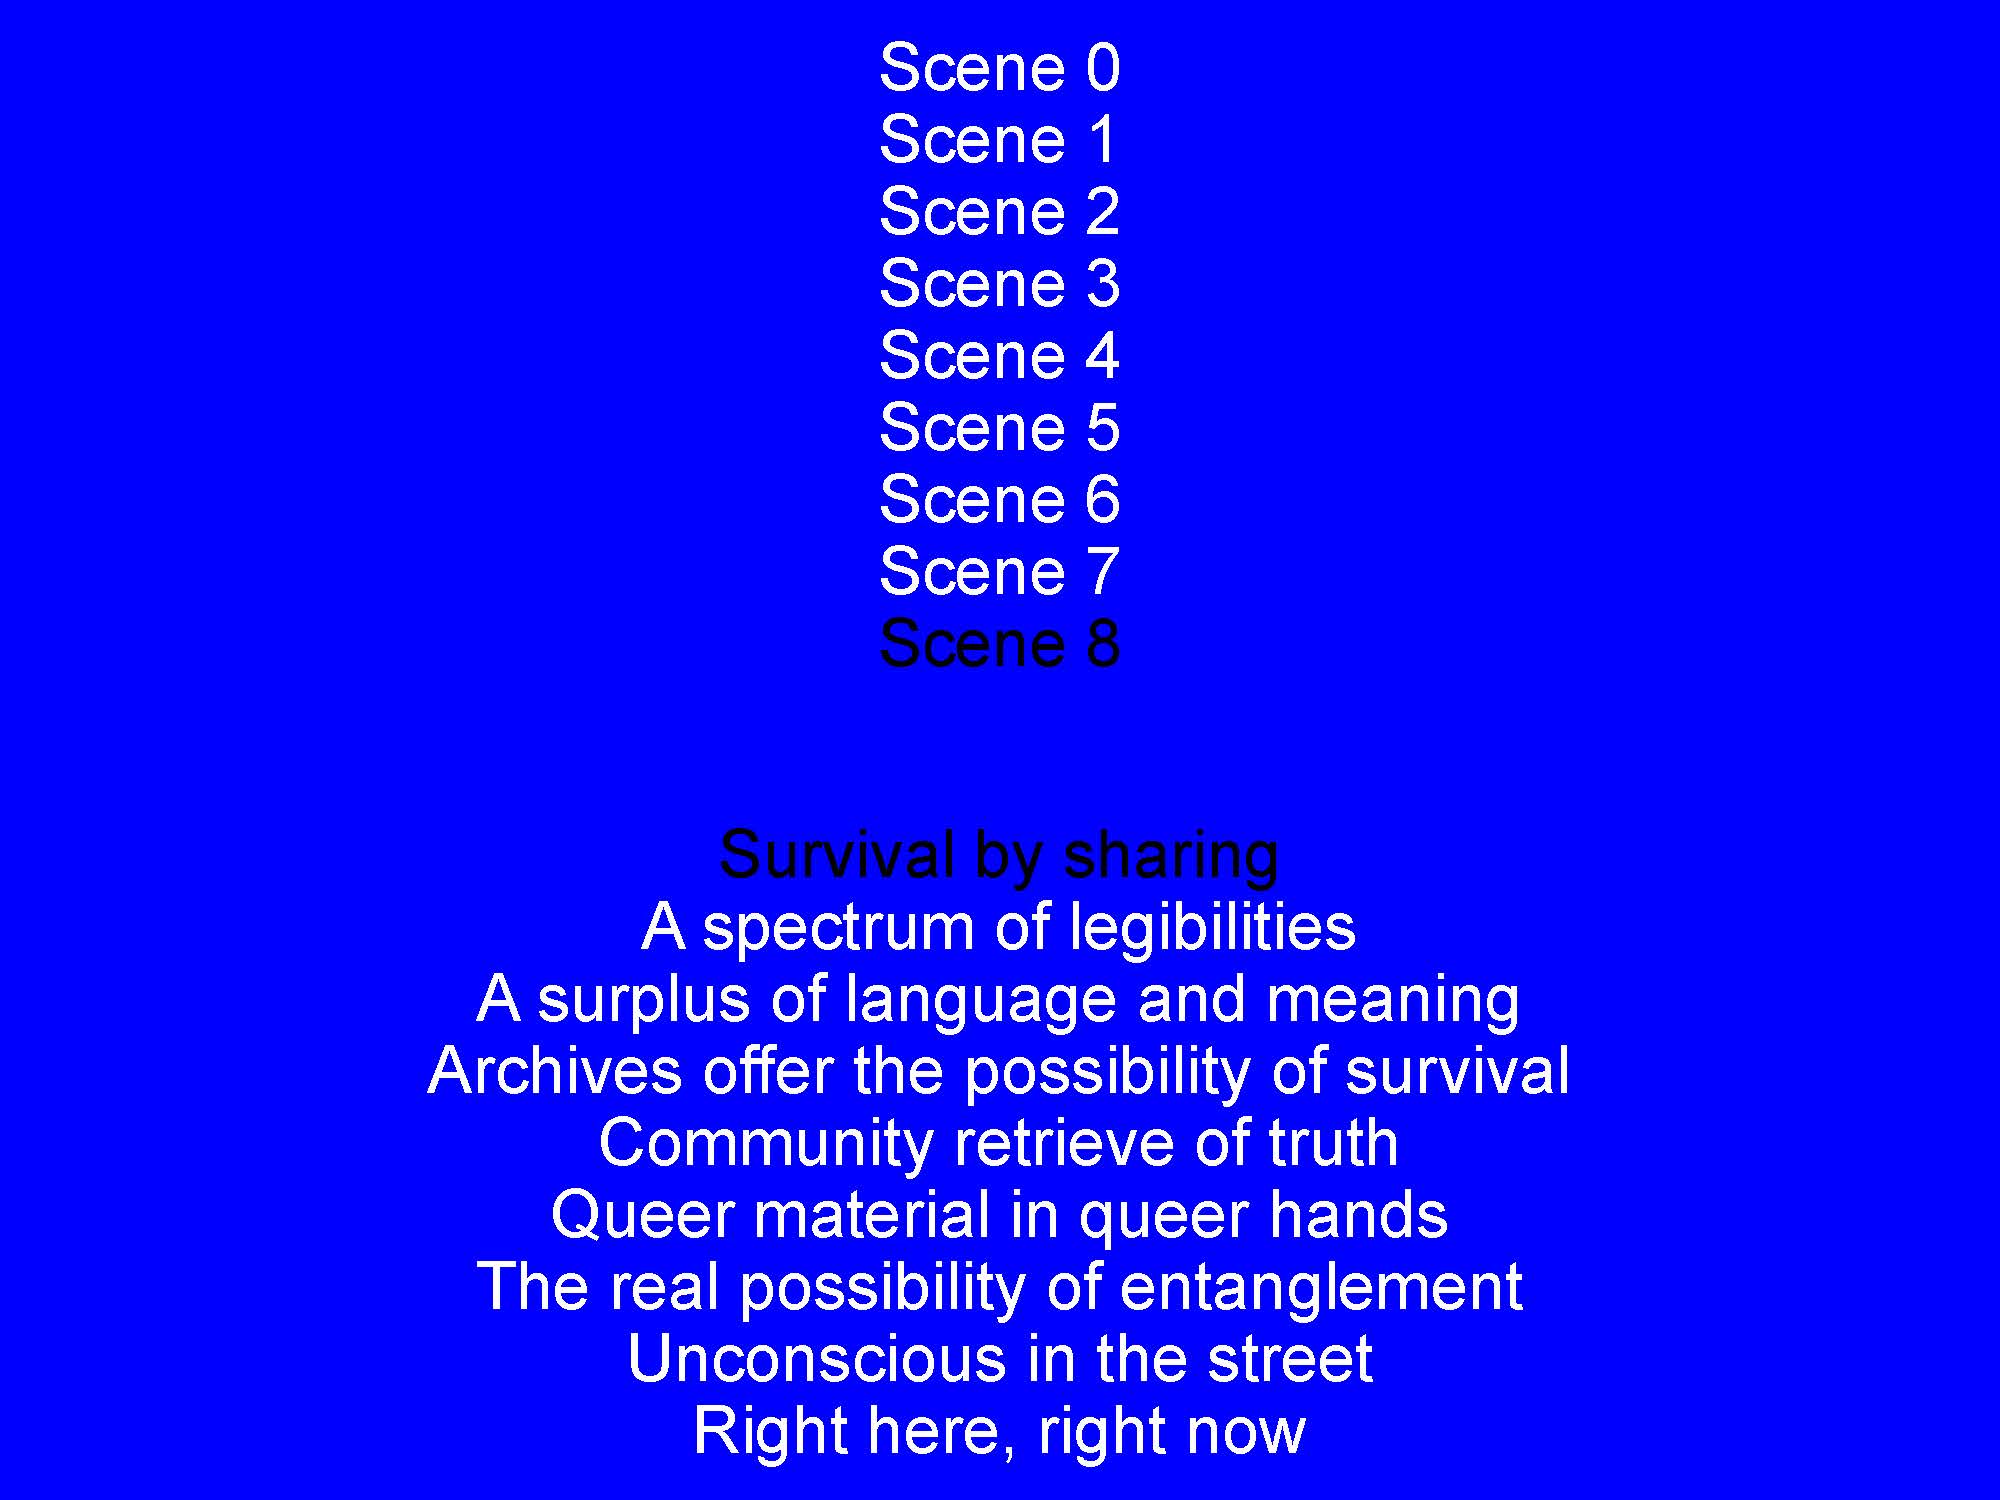 Scene 0
Scene 1
Scene 2
Scene 3
Scene 4
Scene 5
Scene 6
Scene 7
Scene 8
Survival by sharing
A spectrum of legibilities
A surplus of language and meaning
Archives offer the possibility of survival
Community retrieve of truth
Queer material in queer hands
The real possibility of entanglement
Unconscious in the street
Right here, right now